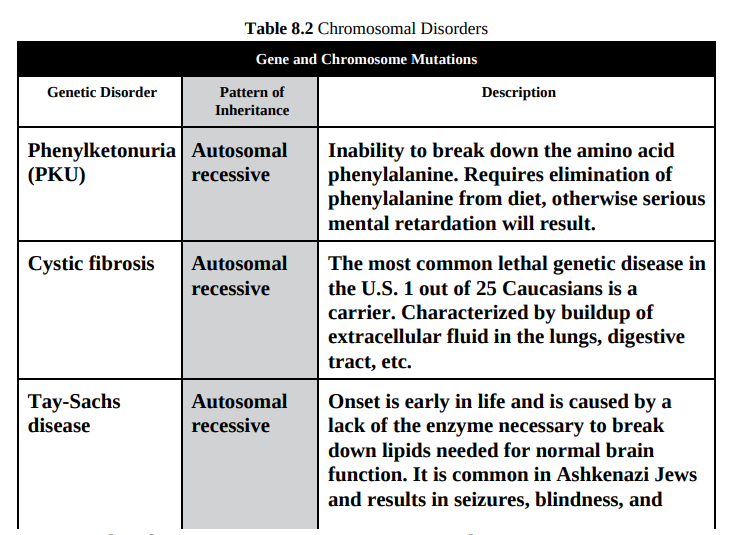 Table 8.2 Chromosomal Disorders
Gene and Chromosome Mutations
Genetic Disorder
Pattern of
Inheritance
Description
Phenylketonuria
(PKU)
Autosomal
recessive
Inability to break down the amino acid
phenylalanine. Requires elimination of
phenylalanine from diet, otherwise serious
mental retardation will result.
Cystic fibrosis
Autosomal
recessive
The most common lethal genetic disease in
the U.S. 1 out of 25 Caucasians is a
carrier. Characterized by buildup of
extracellular fluid in the lungs, digestive
tract, etc.
Tay-Sachs
disease
Autosomal
recessive
Onset is early in life and is caused by a
lack of the enzyme necessary to break
down lipids needed for normal brain
function. It is common in Ashkenazi Jews
and results in seizures, blindness, and